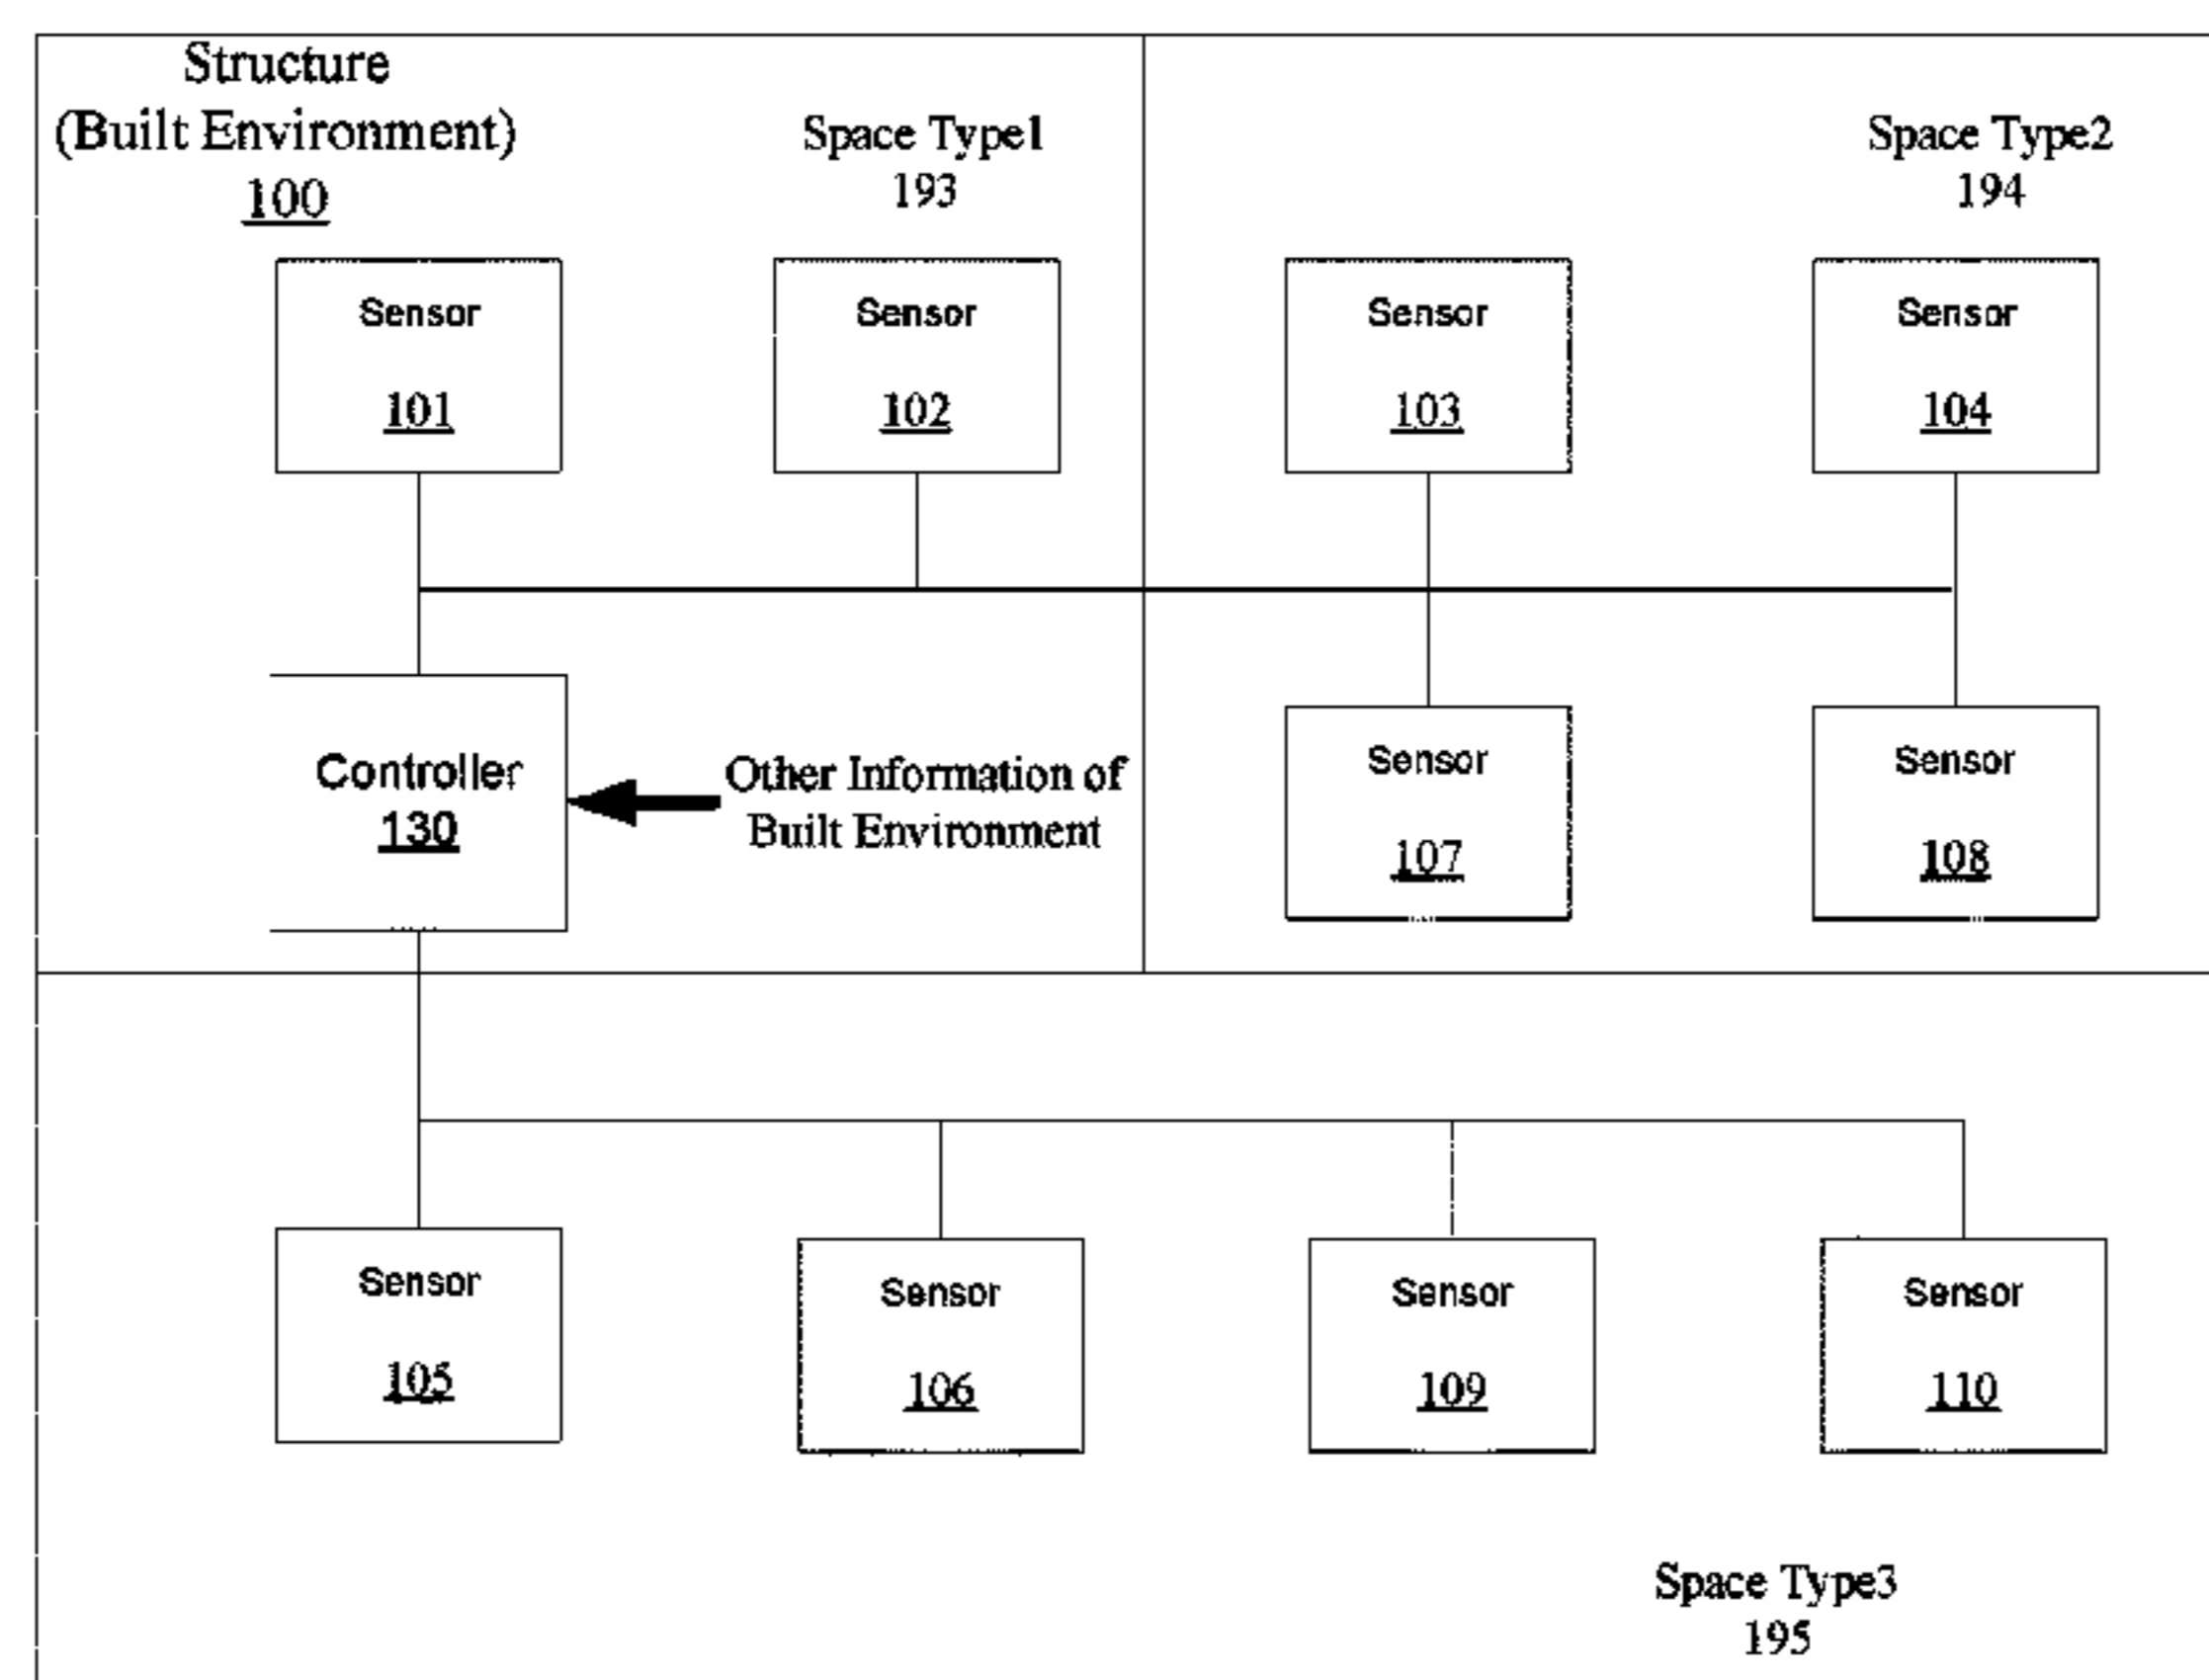 Structure
(Built Environment)
100
Space Type1
193
Space Type2
194
Sensor
101
Sensor
102
Sensor
103
Sensor
104
Controller
130
Other Information of
Built Environment
Sensor
107
Sensor
108
Sensor
105
Sensor
106
Sensor
109
Sensor
110
Space Type3
195